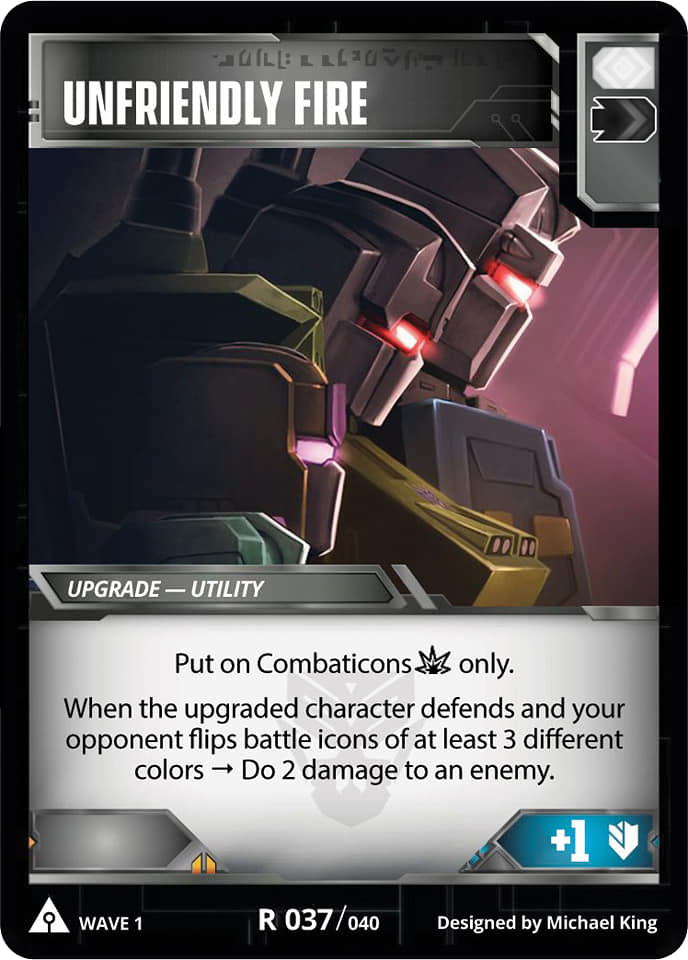 UNFRIENDLY FIRE
UPGRADE — UTILITY
Put on Combaticons only.
When the upgraded character defends and your
opponent flips battle icons of at least 3 different
colors → Do 2 damage to an enemy.
+1
WAVE 1
R 037/040
Designed by Michael King